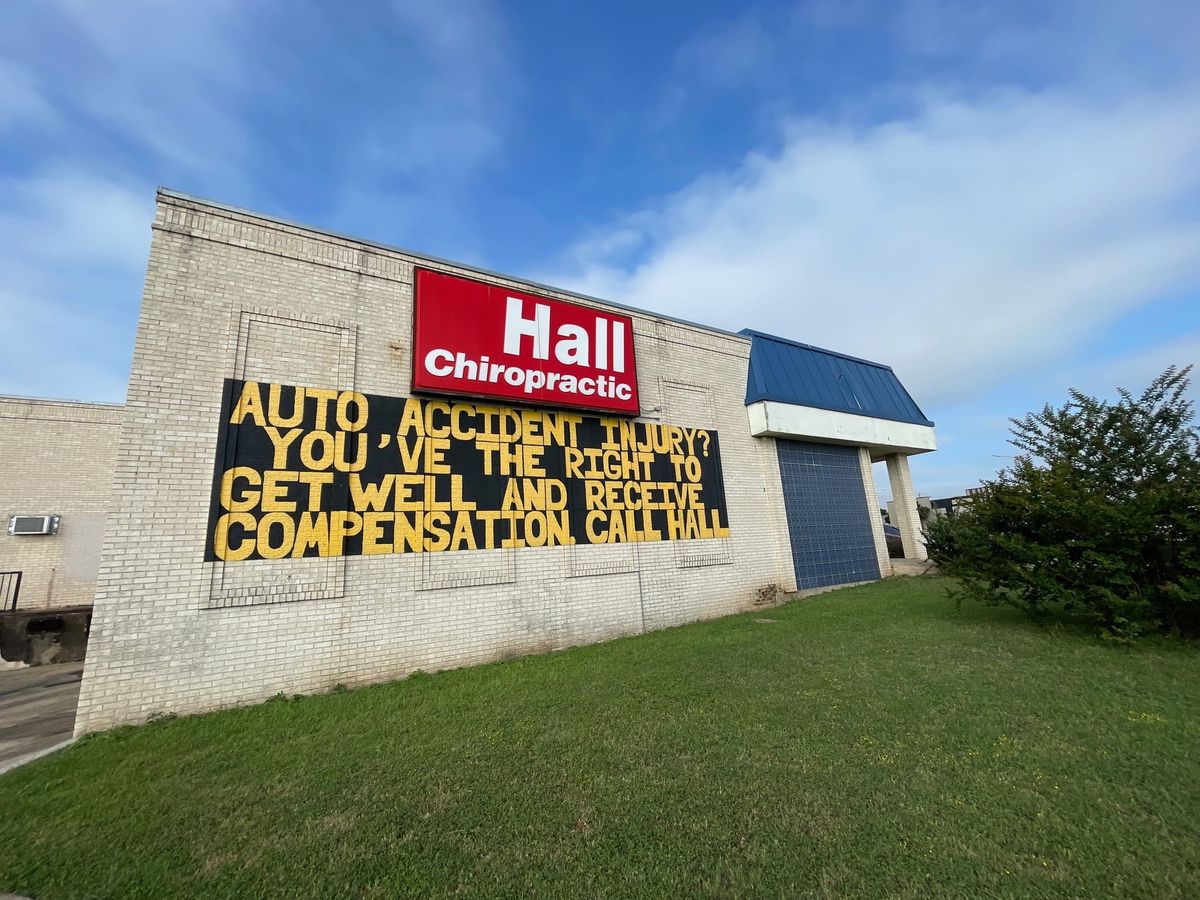 Hall
Chiropractic
AUTO ACCIDENT INJURY?
YOU'VE THE RIGHT TO
GET WELL AND RECEIVE
COMPENSATION. CALL HALL